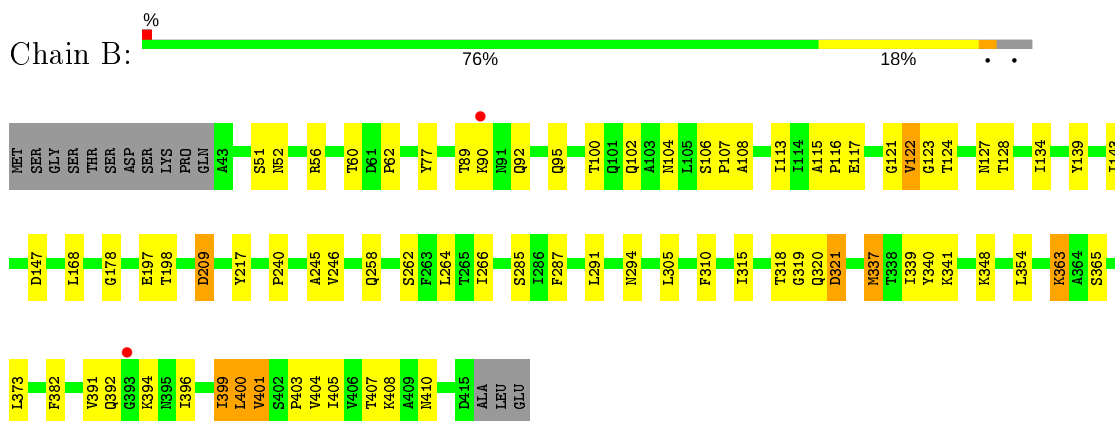 %
Chain B:
76% 18% • •
MET SER GLY SER SER THR SER ASP SER LYS PRO GLN A43 S51 N52 R56 T60 D61 P62 Y77 T89 K90 N91 Q92 Q95 T100 Q101 Q102 A103 N104 L105 S106 P107 A108 I113 I114 A115 P116 E117 G121 V122 G123 T124 N127 T128 I134 Y139 I143
D147 L168 G178 E197 T198 D209 Y217 P240 A245 V246 Q258 S262 F263 L264 T265 I266 S285 I286 F287 L291 N294 L305 F310 I315 T318 G319 Q320 D321 M337 T338 I339 Y340 K341 K348 L354 K363 A364 S365
L373 F382 V391 Q392 G393 K394 N395 I396 I399 L400 V401 S402 P403 V404 I405 V406 T407 K408 A409 N410 D415 ALA LEU GLU